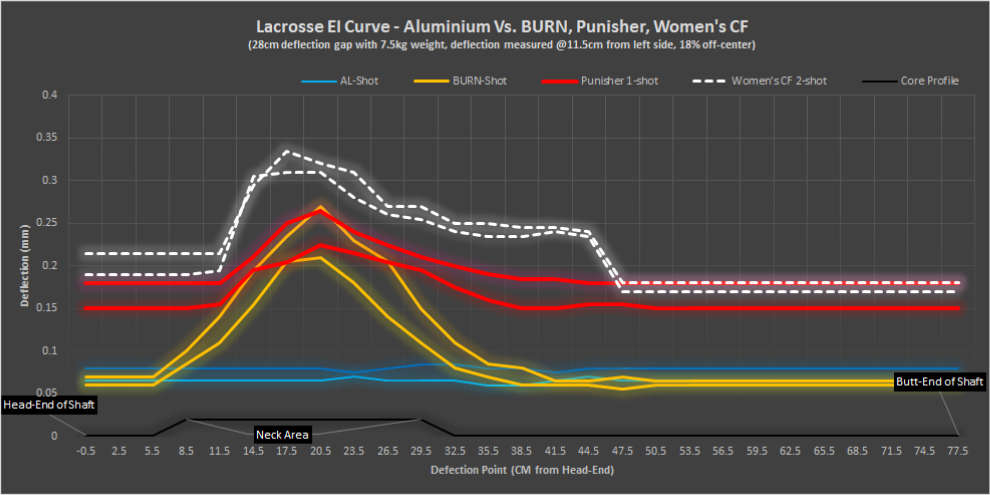 Lacrosse EI Curve - Aluminium Vs. BURN, Punisher, Women's CF
(28cm deflection gap with 7.5kg weight, deflection measured @11.5cm from left side, 18% off-center)
AL-Shot BURN-Shot Punisher 1-shot Women's CF 2-shot Core Profile
0.4
0.35
0.3
0.25
0.2
0.15
0.1
0.05
0
Deflection (mm)
Head-End of Shaft
Neck Area
Butt-End of Shaft
-0.5 2.5 5.5 8.5 11.5 14.5 17.5 20.5 23.5 26.5 29.5 32.5 35.5 38.5 41.5 44.5 47.5 50.5 53.5 56.5 59.5 62.5 65.5 68.5 71.5 74.5 77.5
Defection Point (CM from Head-End)